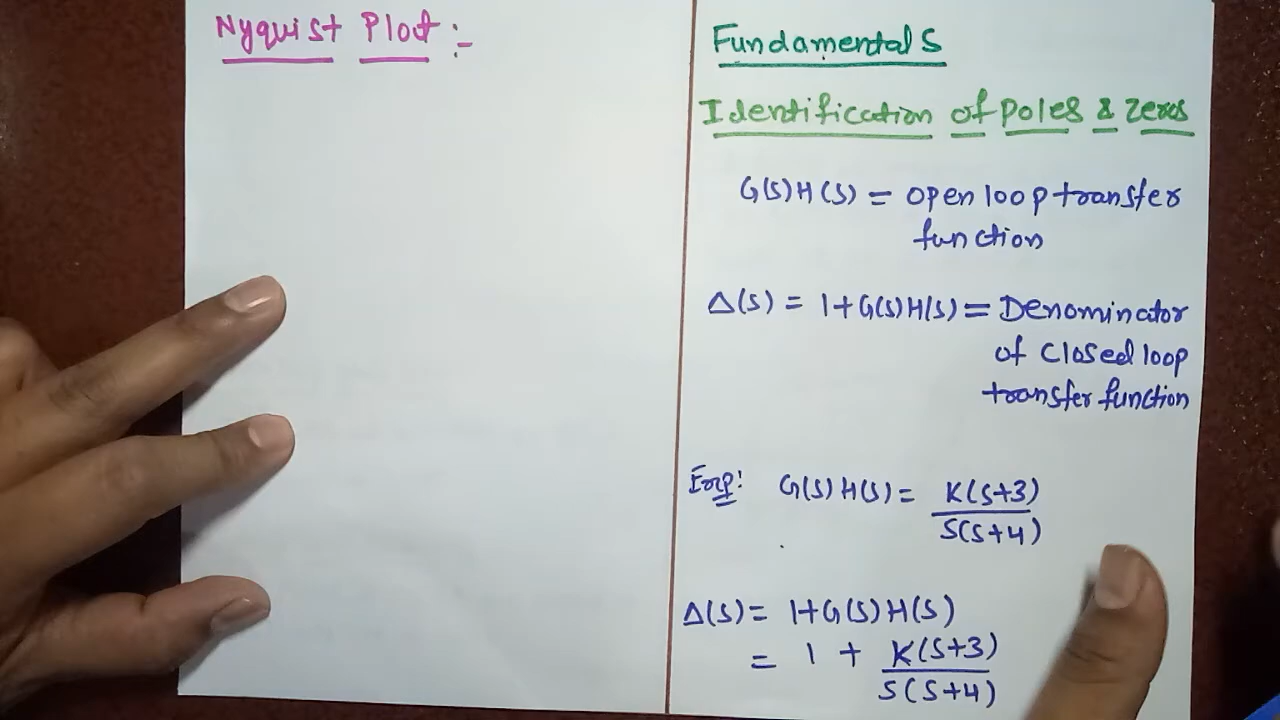 Nyquist Plot :-
Fundamentals
Identification of Poles & Zeros
G(s)H(s) = open loop transfer
function
Δ(s) = 1+G(s)H(s) = Denominator
of closed loop
transfer function
Exp: G(s)H(s) = K(s+3)
s(s+4)
Δ(s) = 1+G(s)H(s)
= 1 + K(s+3)
s(s+4)